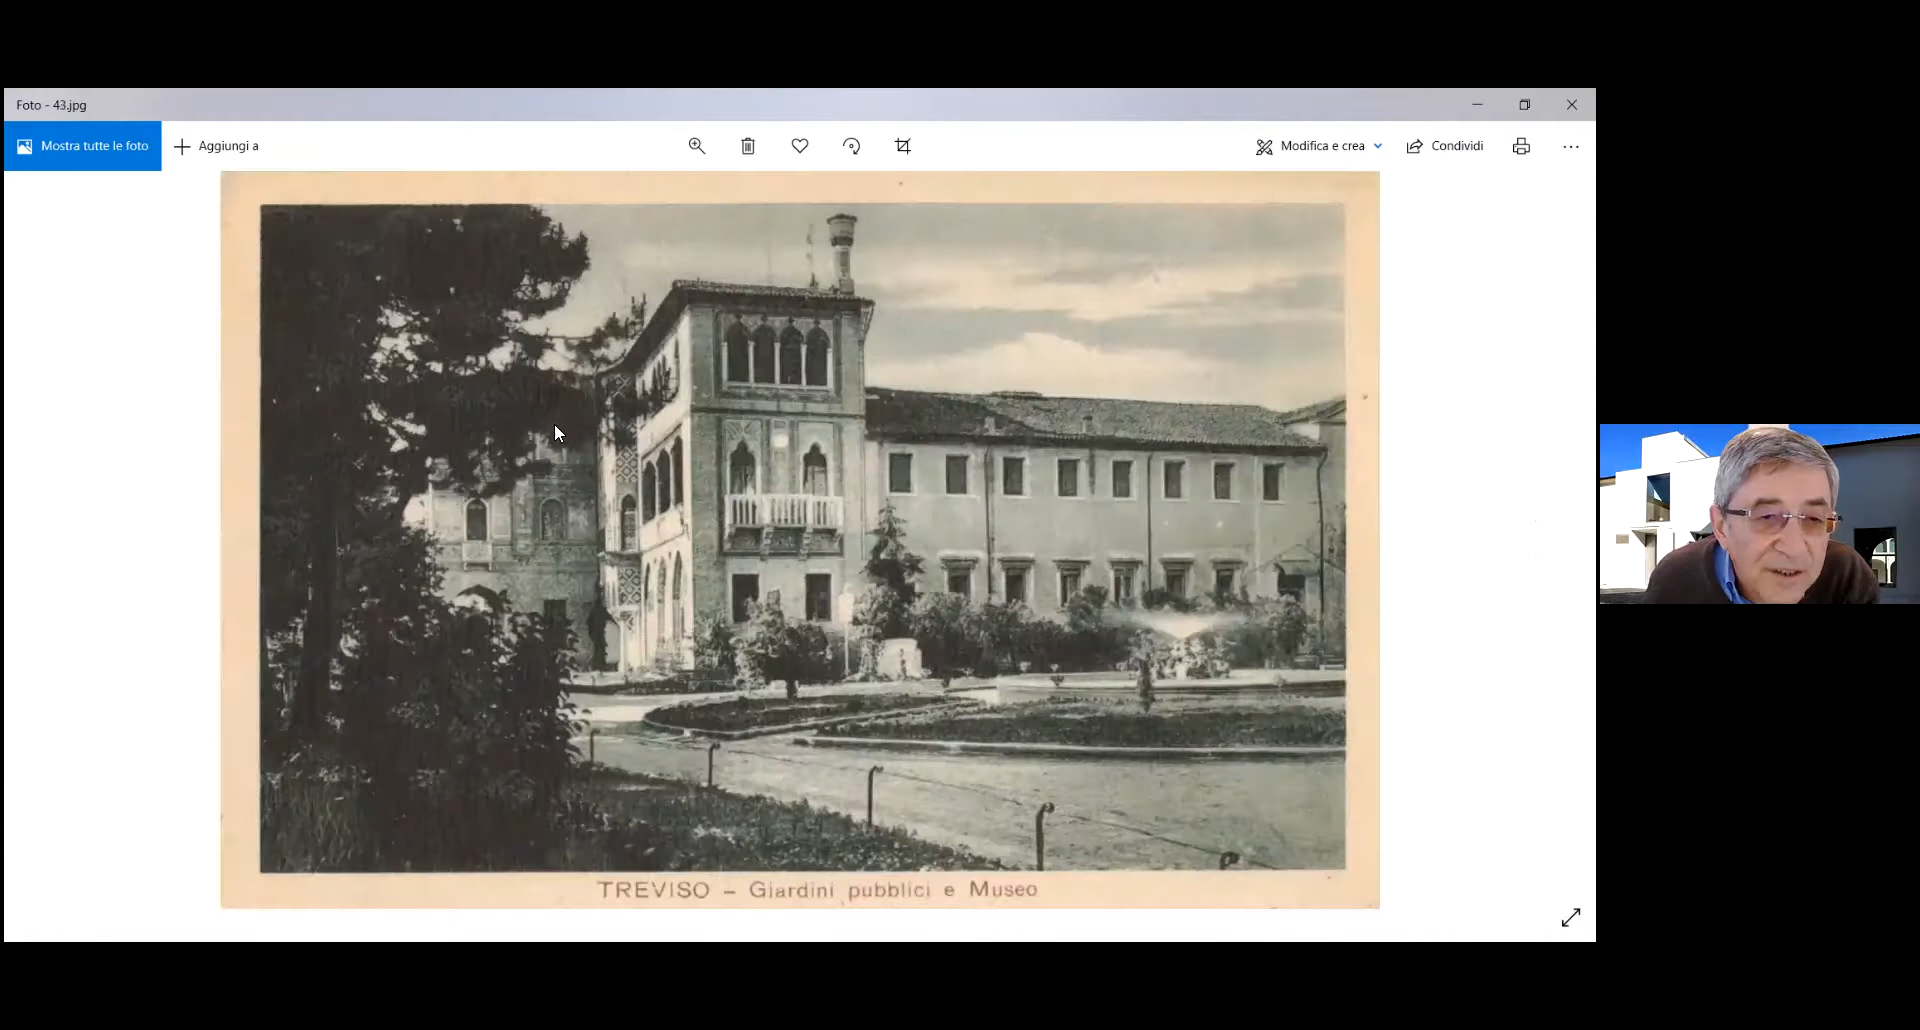 Foto - 43.jpg
Mostra tutte le foto
Aggiungi a
Modifica e crea
Condividi
TREVISO – Giardini pubblici e Museo